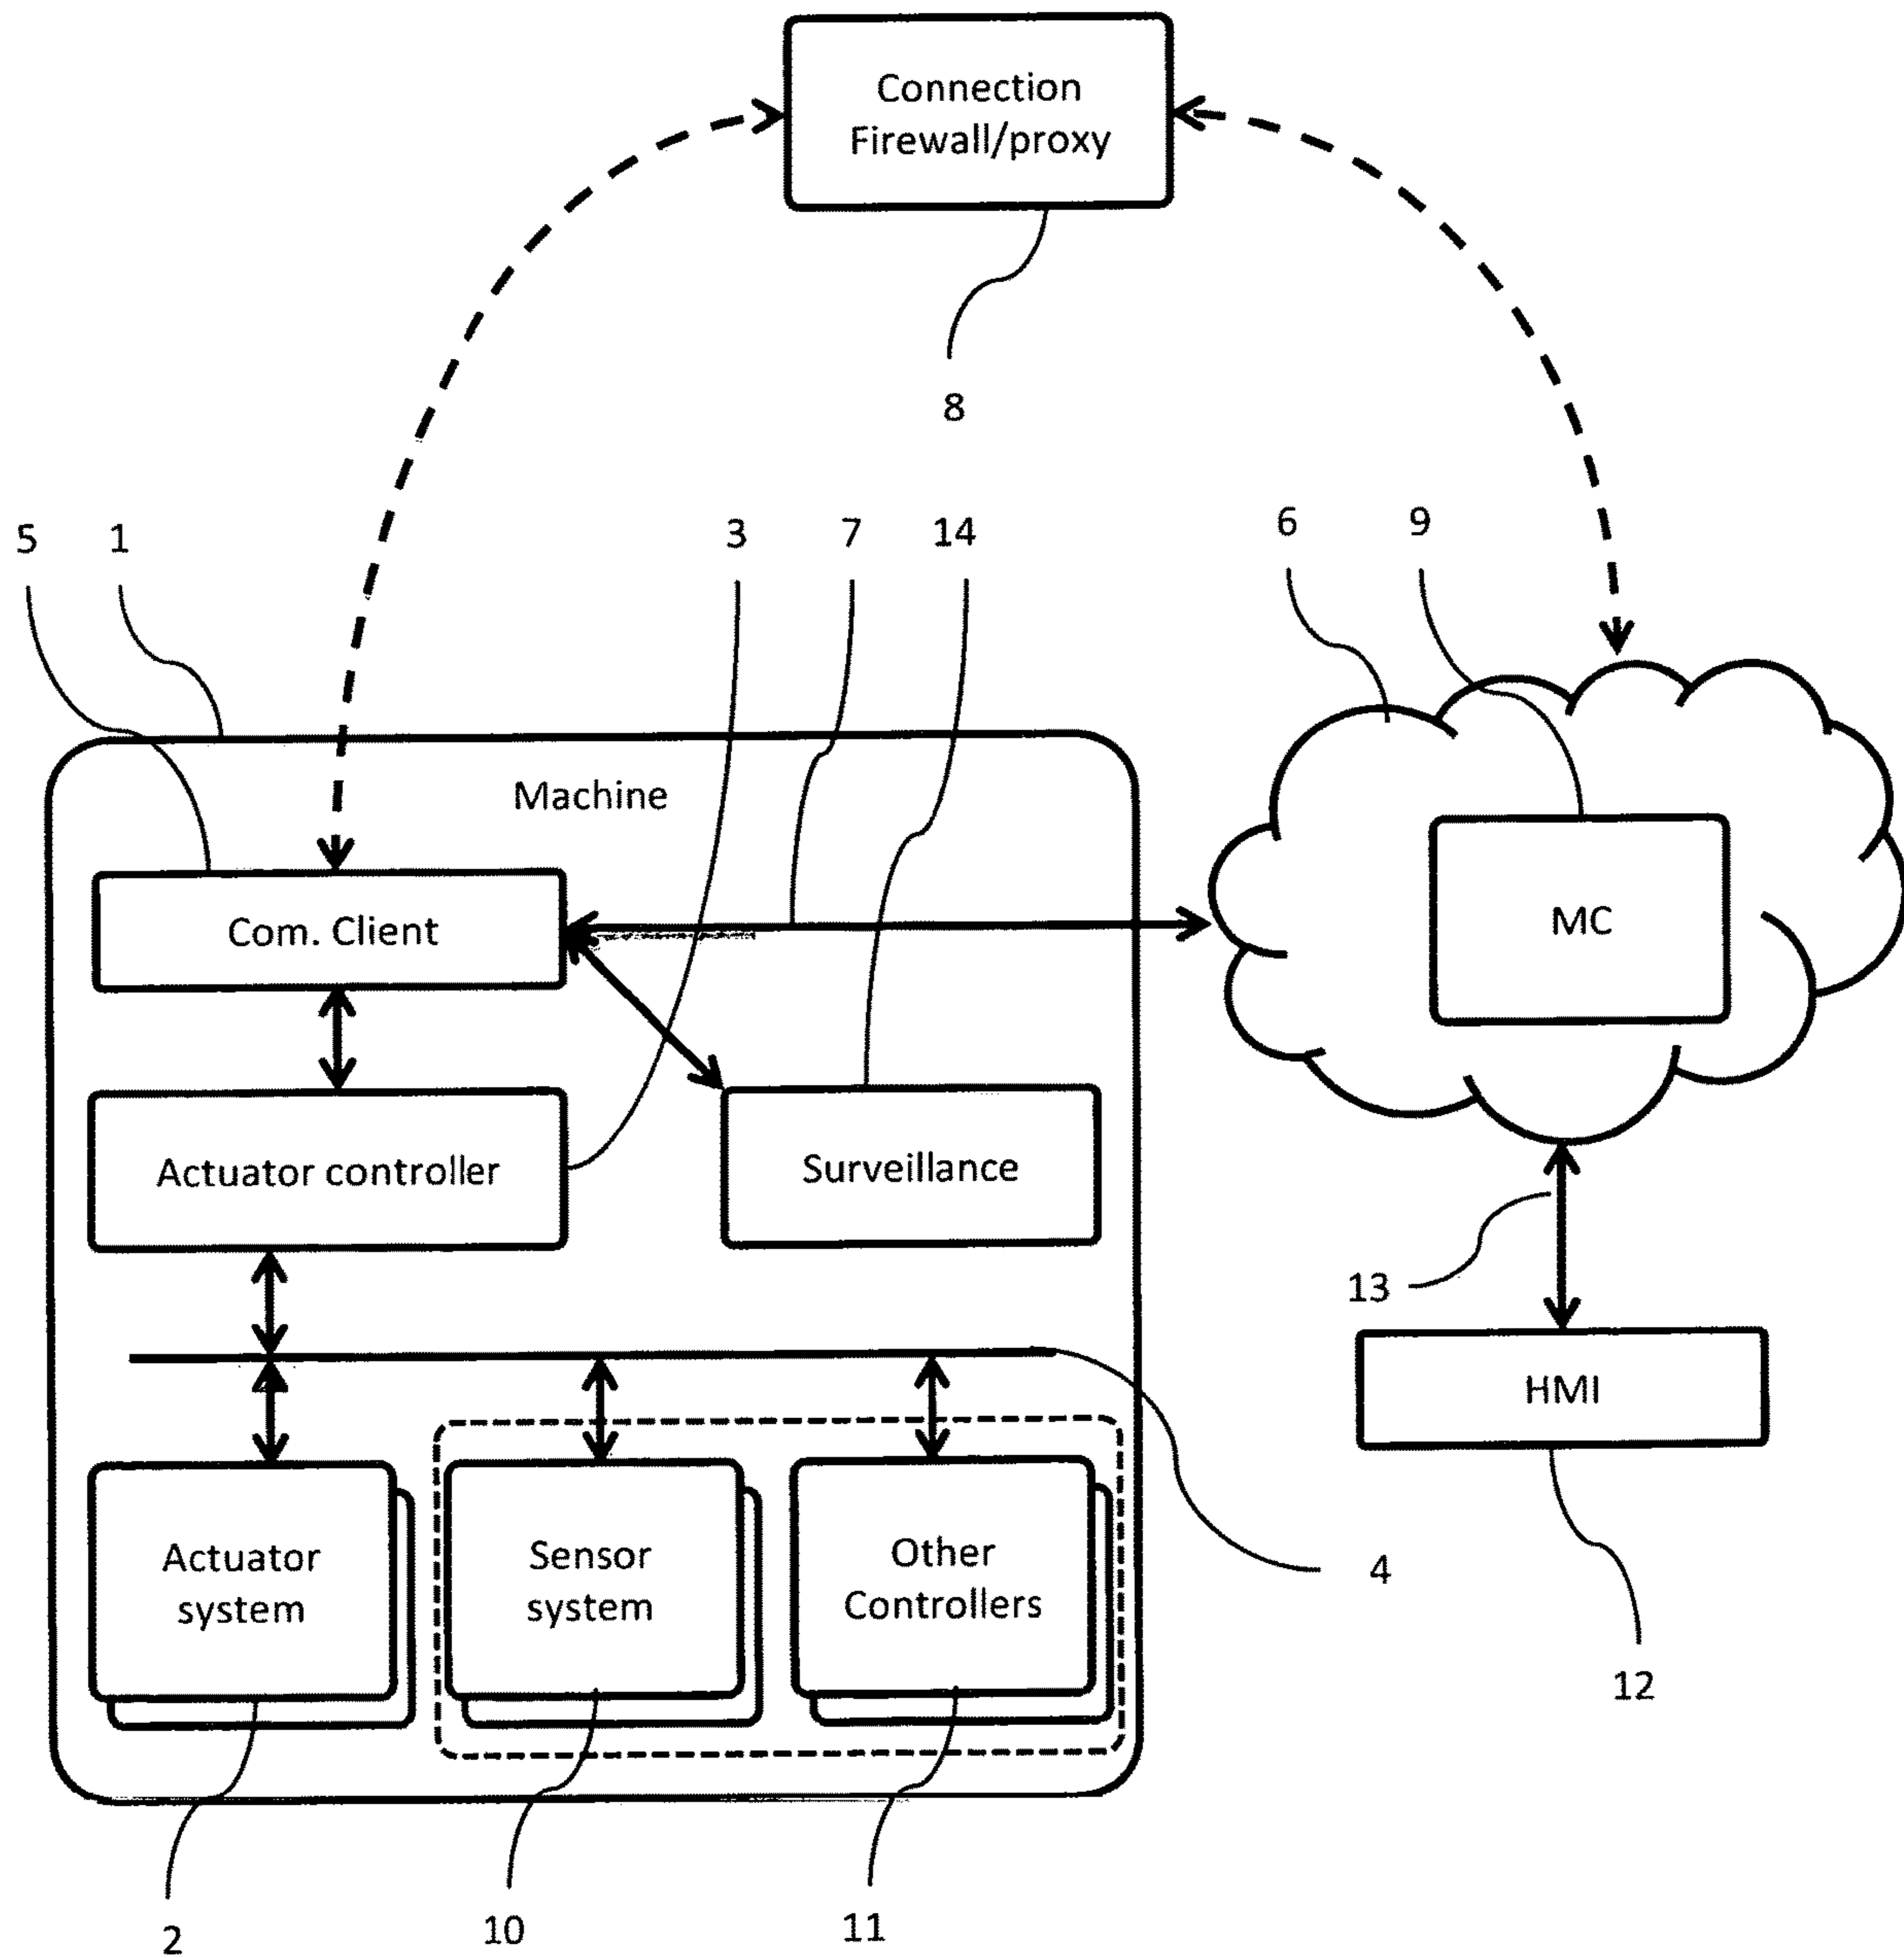 Connection
Firewall/proxy
8
5
1
3
7
14
6
9
Machine
Com. Client
MC
Actuator controller
Surveillance
13
HMI
Actuator
system
Sensor
system
Other
Controllers
4
12
2
10
11